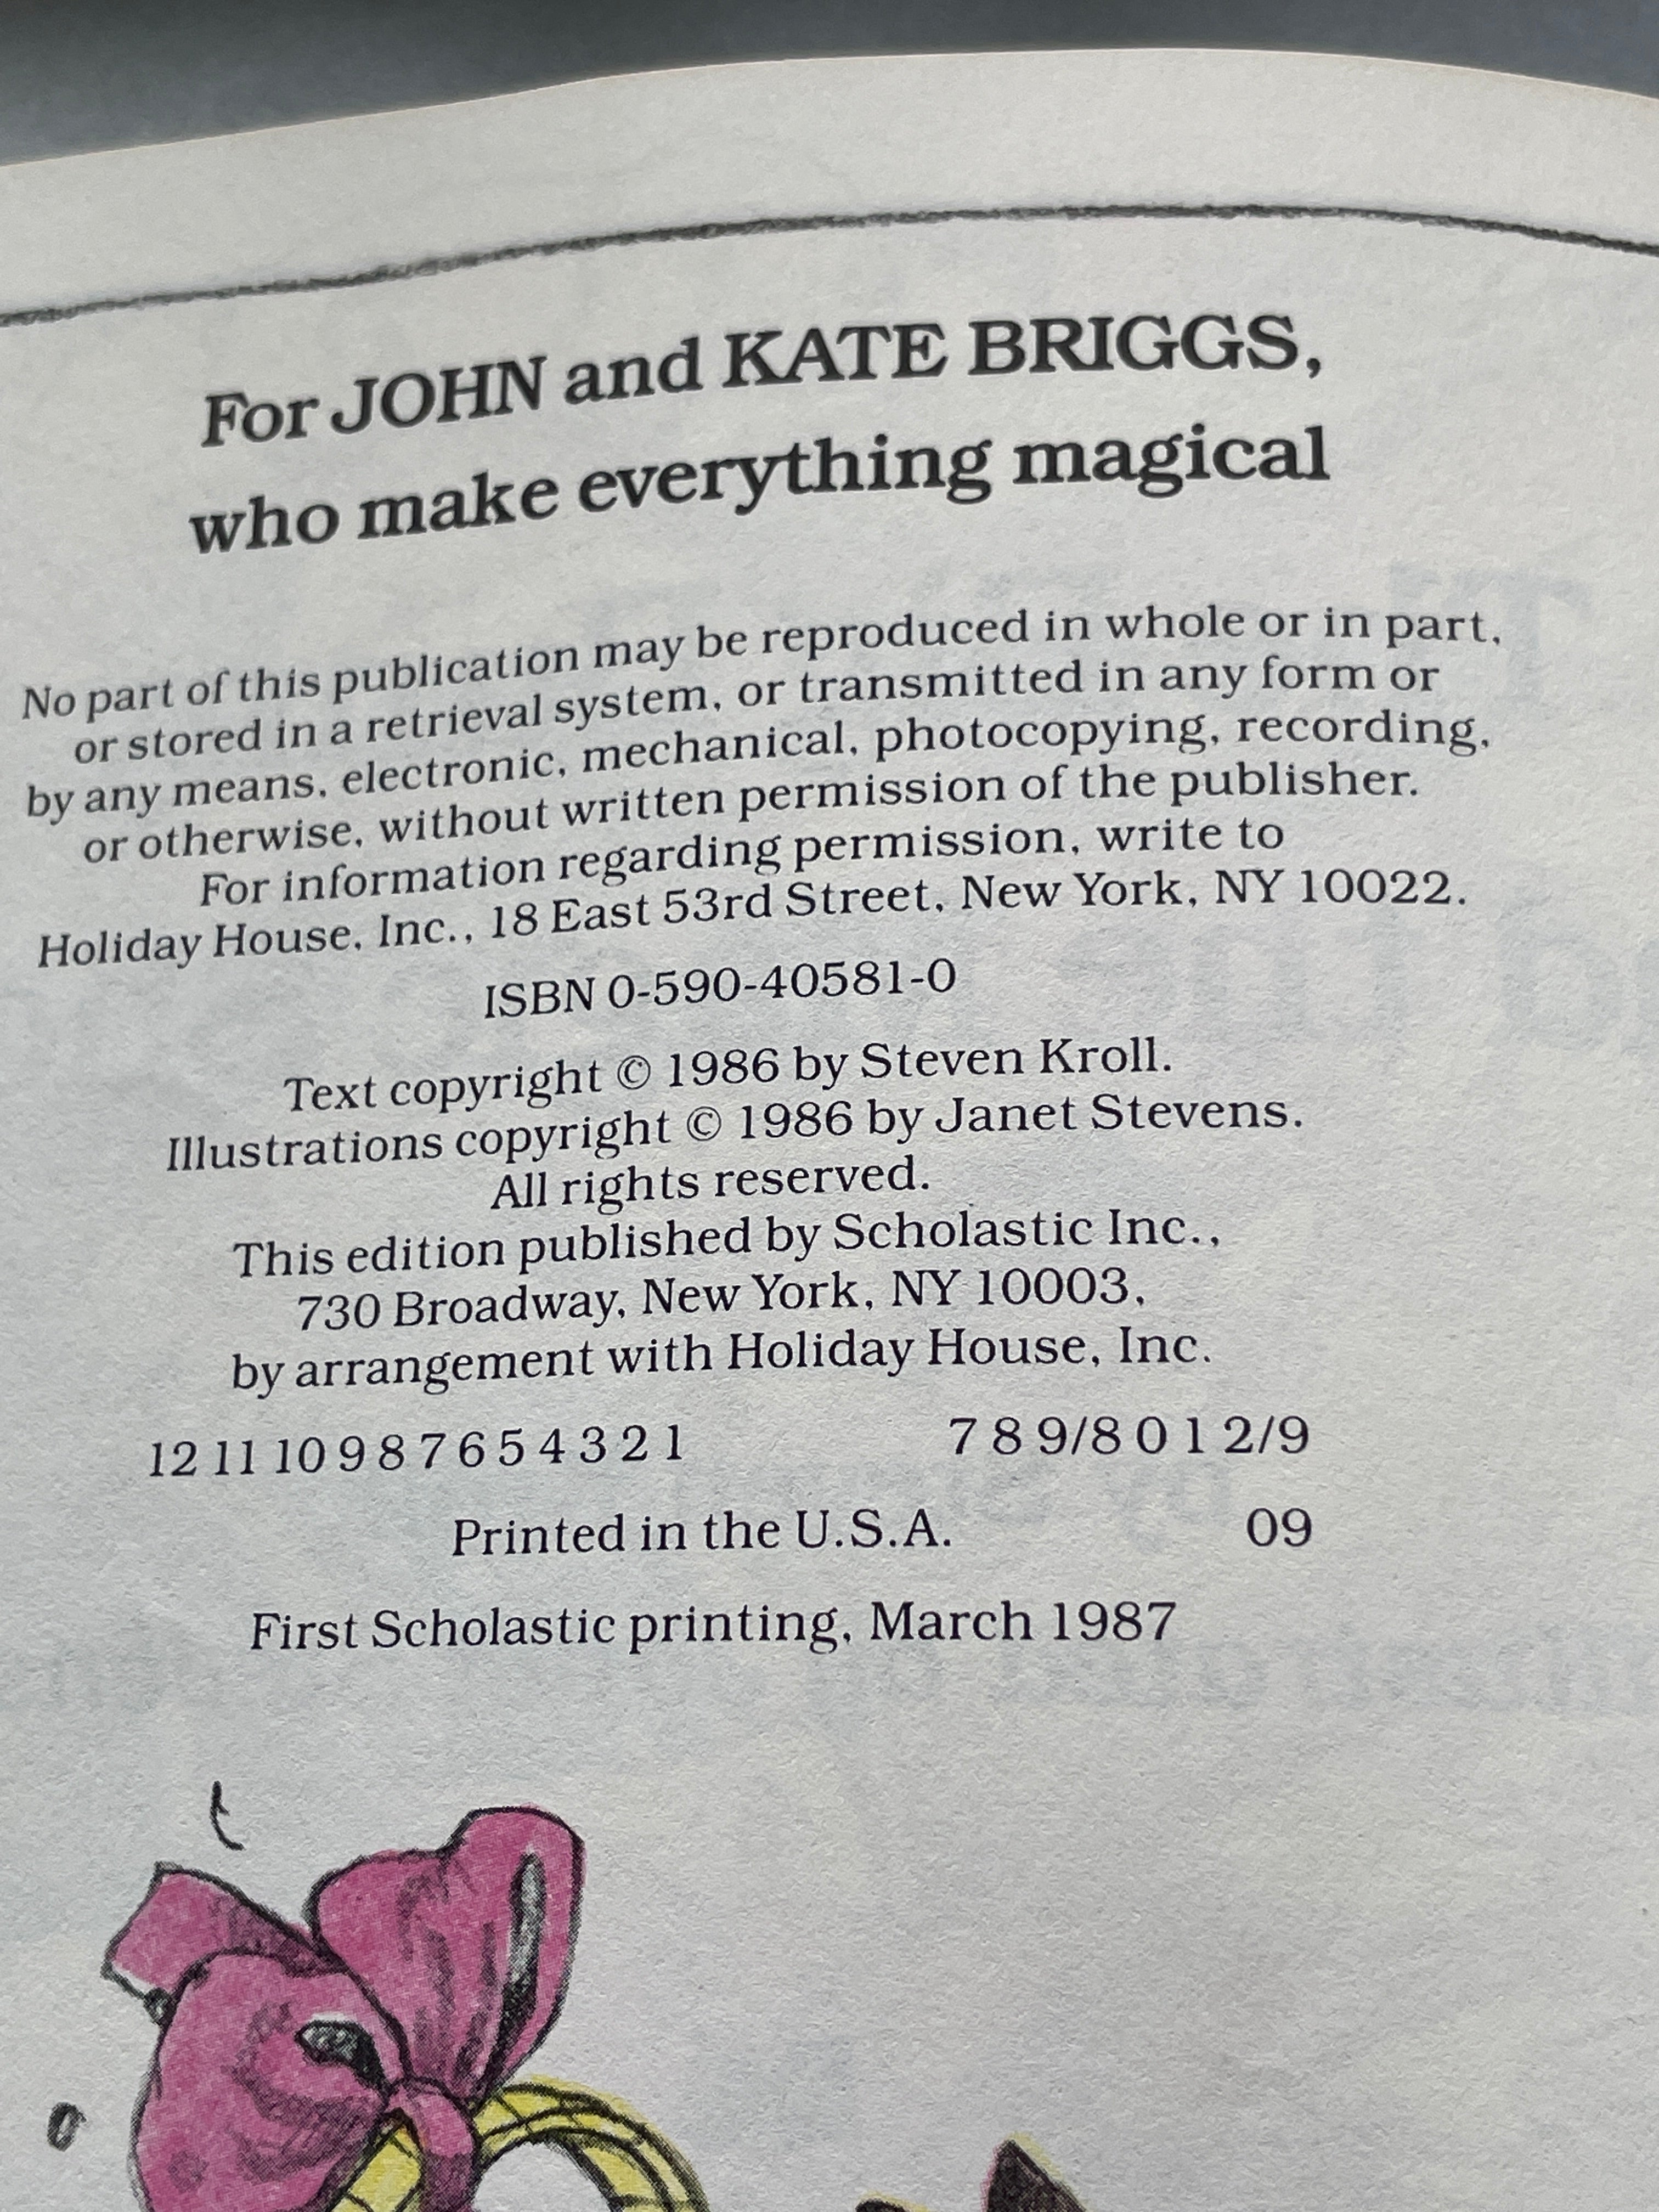 For JOHN and KATE BRIGGS,
who make everything magical
No part of this publication may be reproduced in whole or in part,
or stored in a retrieval system, or transmitted in any form or
by any means, electronic, mechanical, photocopying, recording,
or otherwise, without written permission of the publisher.
For information regarding permission, write to
Holiday House, Inc., 18 East 53rd Street, New York, NY 10022.
ISBN 0-590-40581-0
Text copyright © 1986 by Steven Kroll.
Illustrations copyright © 1986 by Janet Stevens.
All rights reserved.
This edition published by Scholastic Inc.,
730 Broadway, New York, NY 10003,
by arrangement with Holiday House, Inc.
12 11 10 9 8 7 6 5 4 3 2 1 7 8 9/8 0 1 2/9
Printed in the U.S.A. 09
First Scholastic printing, March 1987